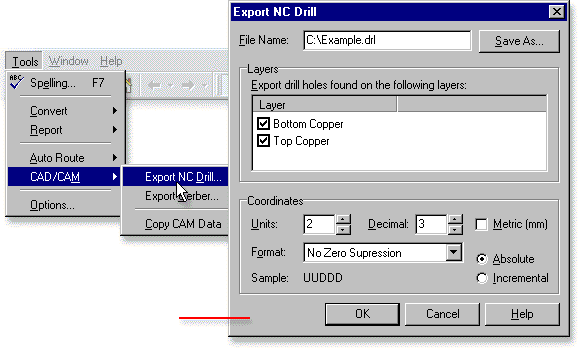 Tools Window Help
ABC Spelling... F7
Convert
Report
Auto Route
CAD/CAM
Options...
Export NC Drill...
Export Gerber...
Copy CAM Data
Export NC Drill
File Name: C:\Example.drl Save As...
Layers
Export drill holes found on the following layers:
Layer
Bottom Copper
Top Copper
Coordinates
Units: 2 Decimal: 3 Metric (mm)
Format: No Zero Supression Absolute
Sample: UUDDD Incremental
OK Cancel Help